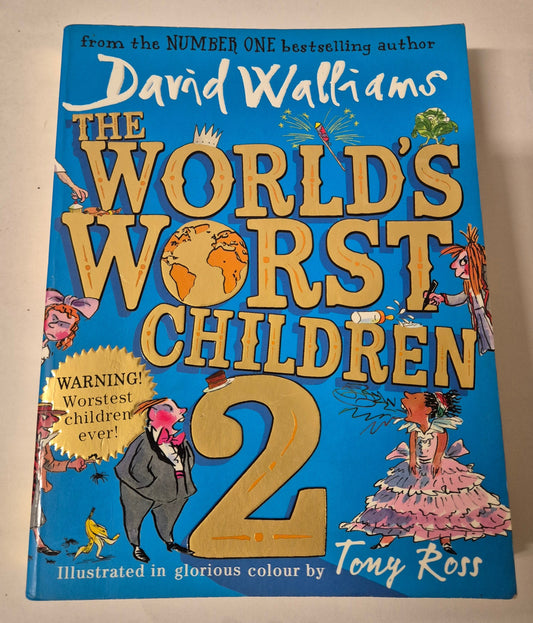 from the NUMBER ONE bestselling author
David Walliams
THE
WORLD'S
WORST
CHILDREN
2
WARNING!
Worstest
children
ever!
Illustrated in glorious colour by Tony Ross